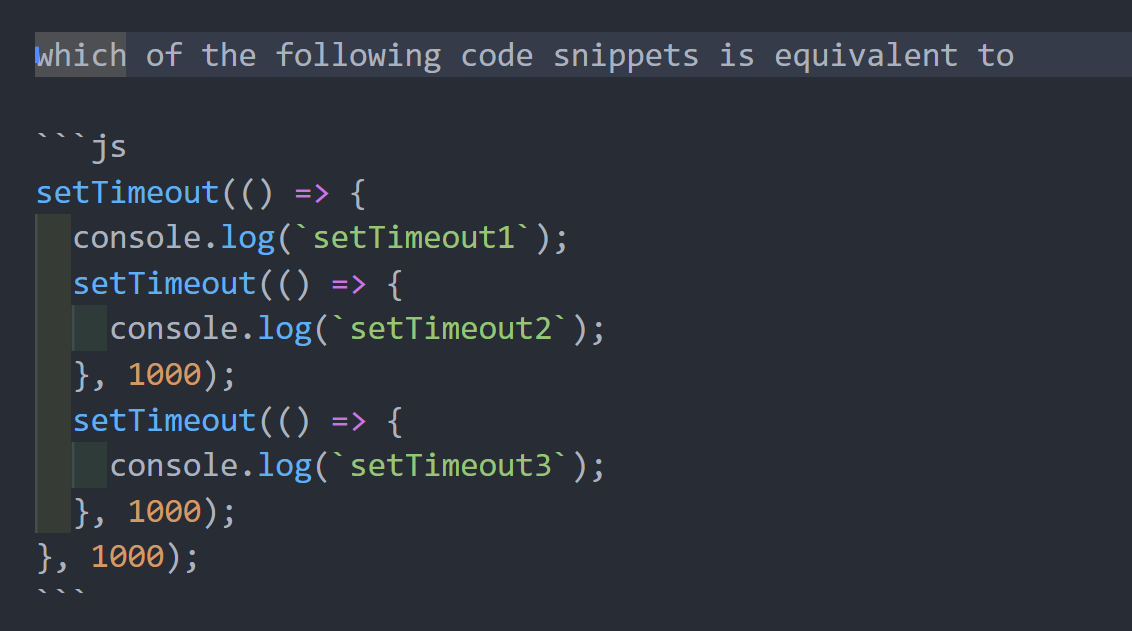 which of the following code snippets is equivalent to
```js
setTimeout(() => {
  console.log(`setTimeout1`);
  setTimeout(() => {
    console.log(`setTimeout2`);
  }, 1000);
  setTimeout(() => {
    console.log(`setTimeout3`);
  }, 1000);
}, 1000);
```